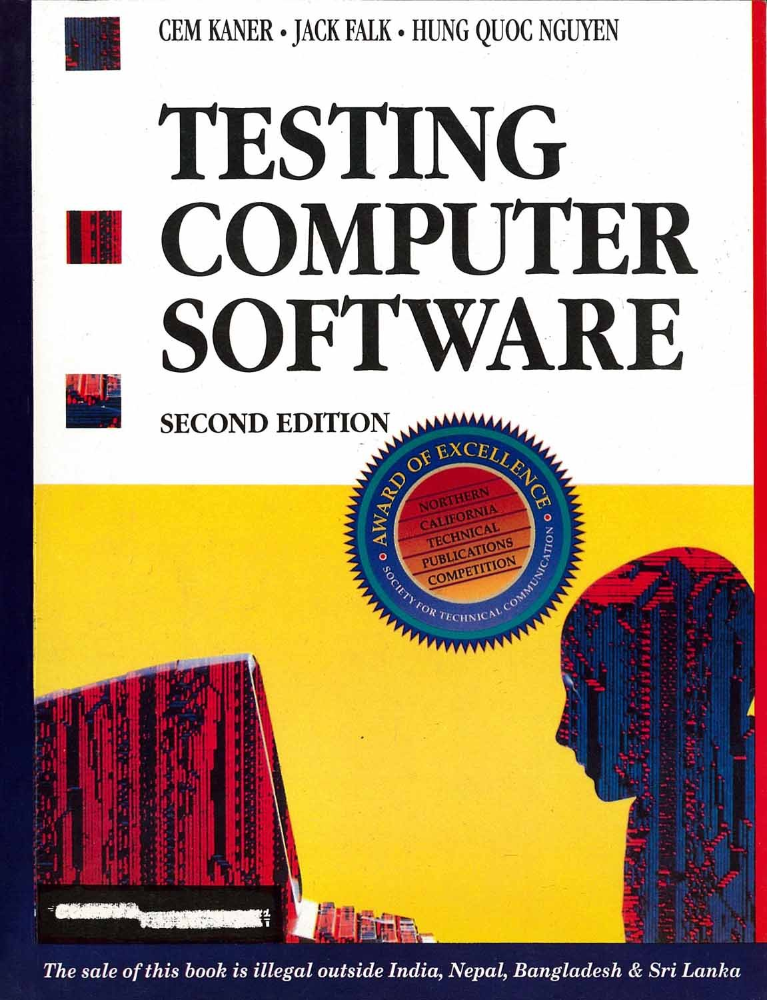 CEM KANER • JACK FALK • HUNG QUOC NGUYEN
TESTING
COMPUTER
SOFTWARE
SECOND EDITION
• AWARD OF EXCELLENCE •
NORTHERN
CALIFORNIA
TECHNICAL
PUBLICATIONS
COMPETITION
SOCIETY FOR TECHNICAL COMMUNICATION
The sale of this book is illegal outside India, Nepal, Bangladesh & Sri Lanka